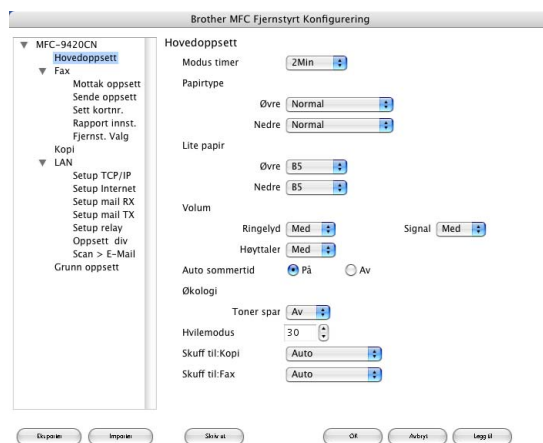 Brother MFC Fjernstyrt Konfigurering
MFC-9420CN
Hovedoppsett
Fax
Mottak oppsett
Sende oppsett
Sett kortnr.
Rapport innst.
Fjernst. Valg
Kopi
LAN
Setup TCP/IP
Setup Internet
Setup mail RX
Setup mail TX
Setup relay
Oppsett div
Scan > E-Mail
Grunn oppsett
Hovedoppsett
Modus timer 2Min
Papirtype
Øvre Normal
Nedre Normal
Lite papir
Øvre B5
Nedre B5
Volum
Ringelyd Med Signal Med
Høyttaler Med
Auto sommertid På Av
Økologi
Toner spar Av
Hvilemodus 30
Skuff til:Kopi Auto
Skuff til:Fax Auto
Eksporter Importer Skriv ut OK Avbryt Legg til